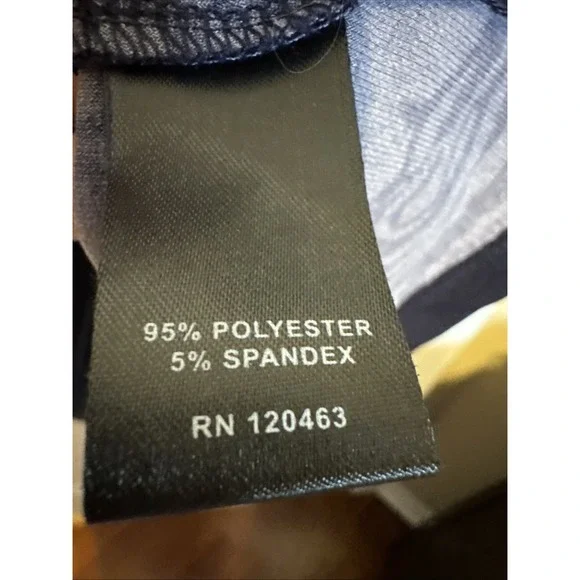 95% POLYESTER
5% SPANDEX
RN 120463